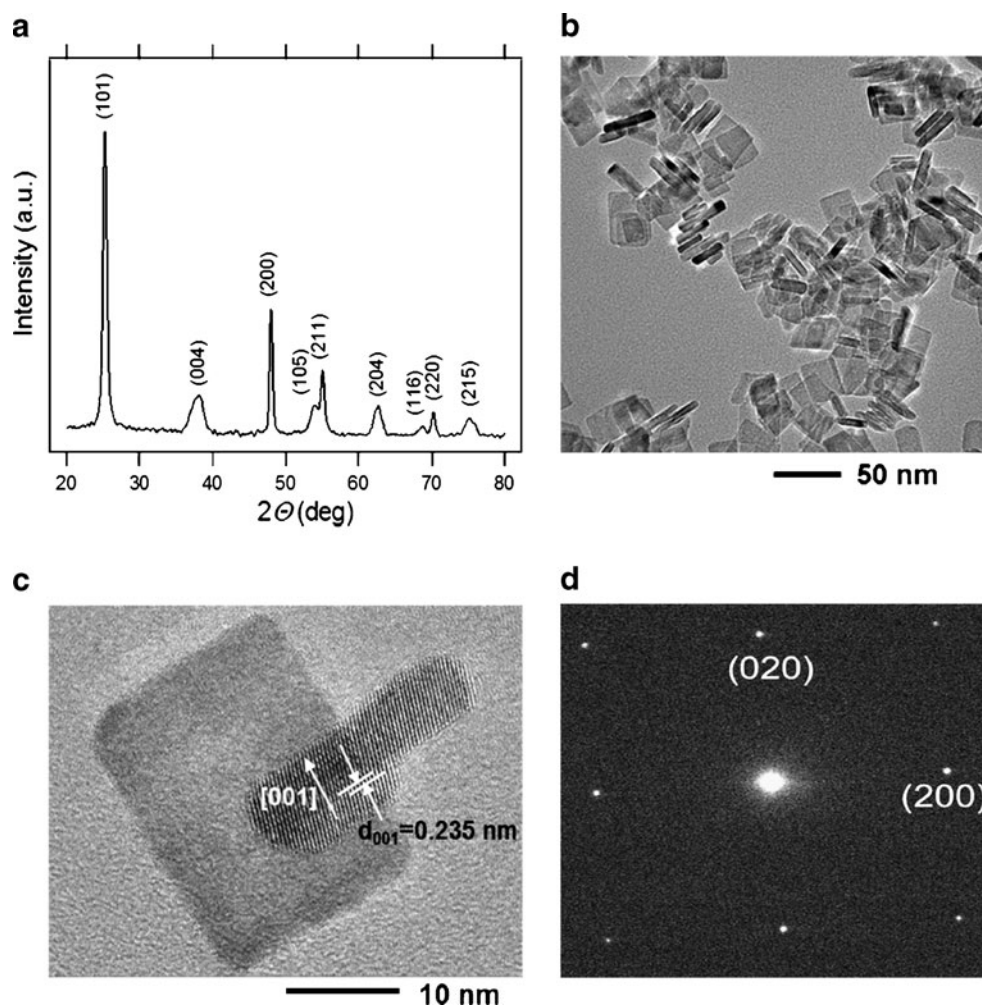 a
(101)
(004)
(200)
(105)
(211)
(204)
(116)
(220)
(215)
Intensity (a.u.)
20 30 40 50 60 70 80
2Θ (deg)
b
50 nm
c
[001]
d₀₀₁=0.235 nm
10 nm
d
(020)
(200)